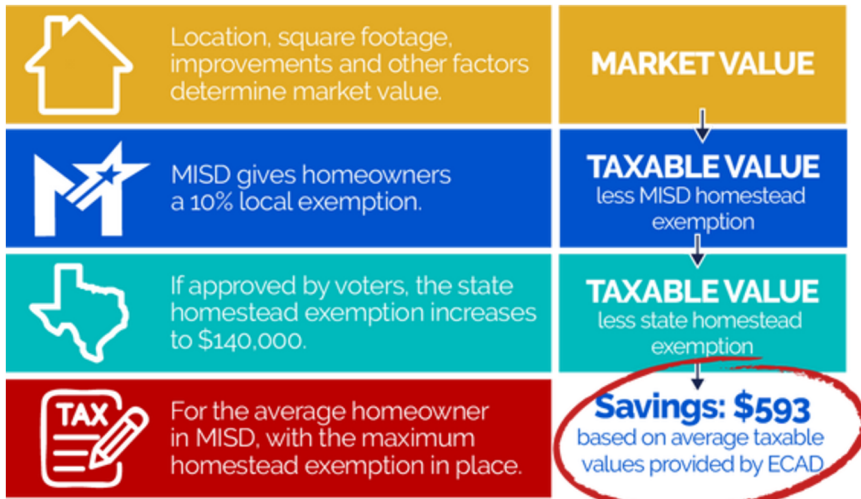 Location, square footage,
improvements and other factors
determine market value.
MARKET VALUE
MISD gives homeowners
a 10% local exemption.
TAXABLE VALUE
less MISD homestead
exemption
If approved by voters, the state
homestead exemption increases
to $140,000.
TAXABLE VALUE
less state homestead
exemption
TAX
For the average homeowner
in MISD, with the maximum
homestead exemption in place.
Savings: $593
based on average taxable
values provided by ECAD